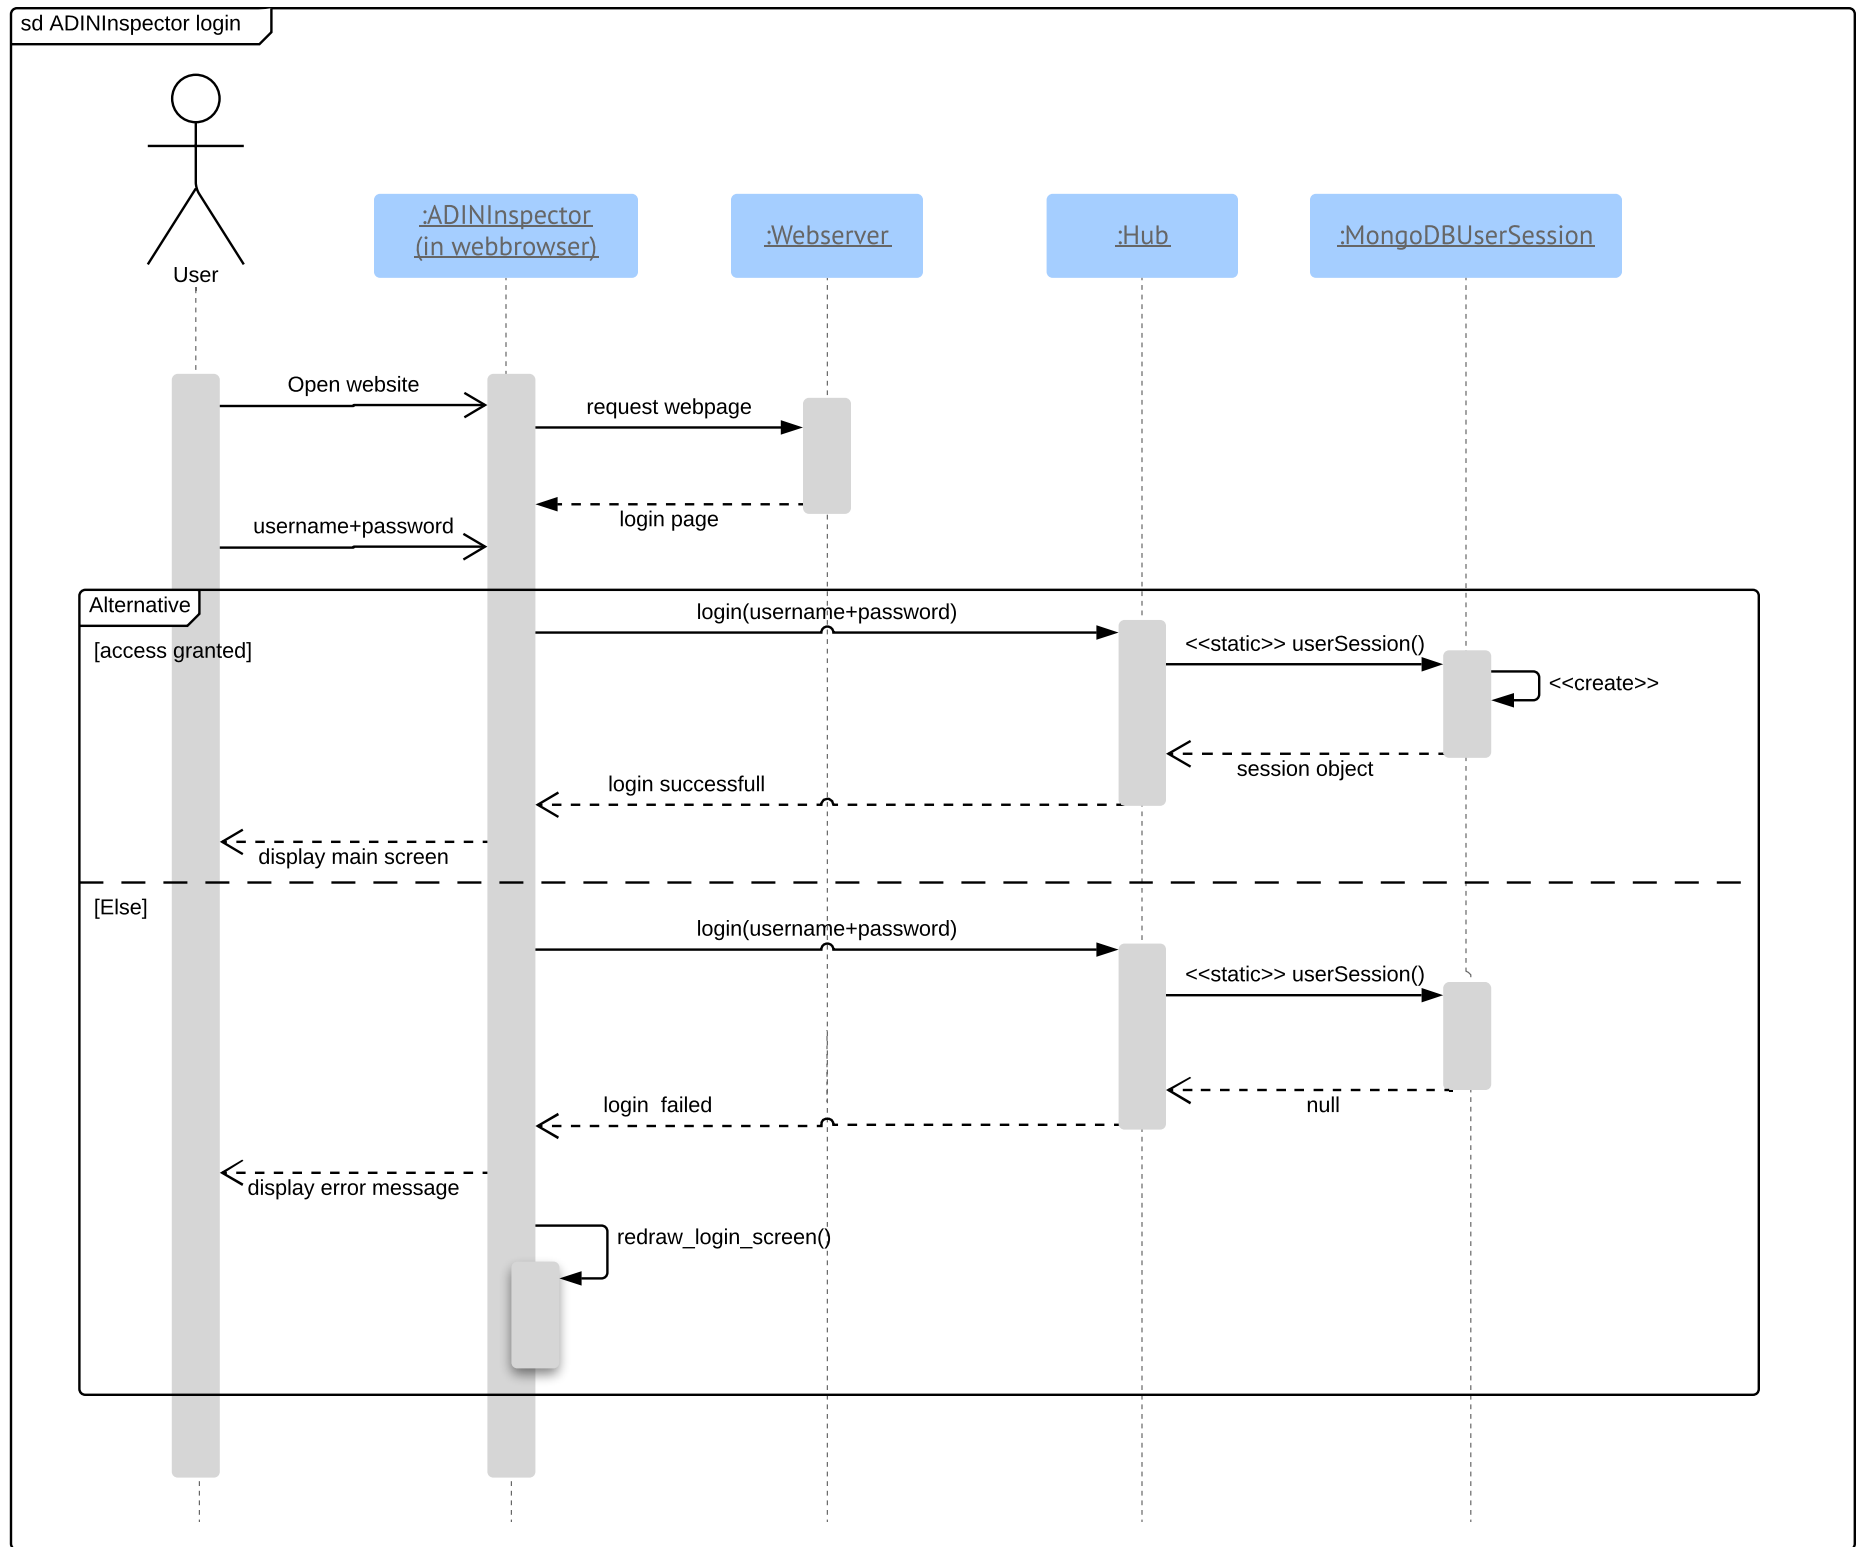 sd ADINInspector login
User
:ADINInspector
(in webbrowser)
:Webserver
:Hub
:MongoDBUserSession
Open website
request webpage
login page
username+password
Alternative
login(username+password)
[access granted]
<<static>> userSession()
<<create>>
session object
login successfull
display main screen
[Else]
login(username+password)
<<static>> userSession()
null
login  failed
display error message
redraw_login_screen()